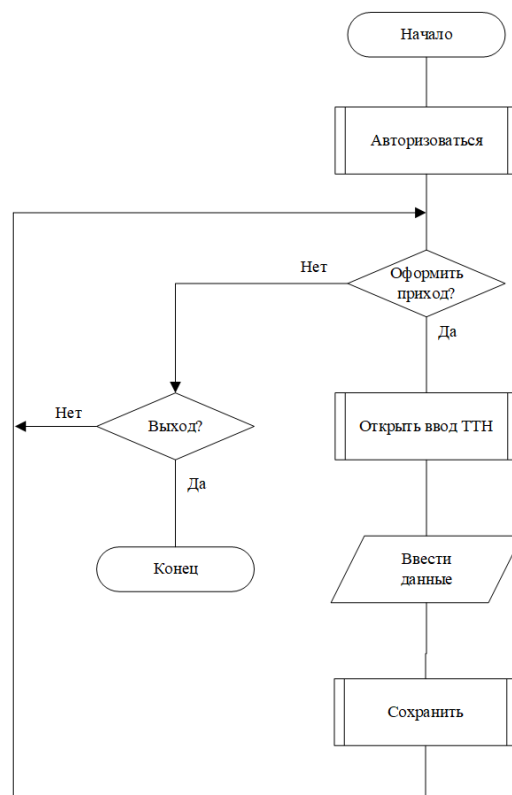 Начало
Авторизоваться
Оформить
приход?
Нет
Да
Открыть ввод ТТН
Выход?
Нет
Да
Ввести
данные
Конец
Сохранить